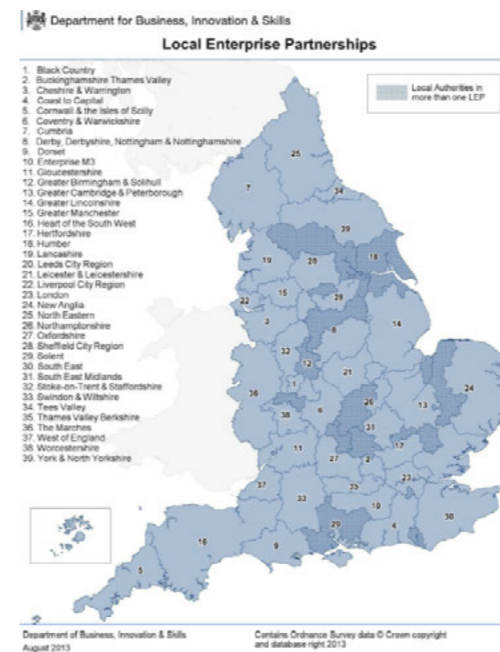 Department for Business, Innovation & Skills
Local Enterprise Partnerships
1. Black Country
2. Buckinghamshire Thames Valley
3. Cheshire & Warrington
4. Coast to Capital
5. Cornwall & the Isles of Scilly
6. Coventry & Warwickshire
7. Cumbria
8. Derby, Derbyshire, Nottingham & Nottinghamshire
9. Dorset
10. Enterprise M3
11. Gloucestershire
12. Greater Birmingham & Solihull
13. Greater Cambridge & Peterborough
14. Greater Lincolnshire
15. Greater Manchester
16. Heart of the South West
17. Hertfordshire
18. Humber
19. Lancashire
20. Leeds City Region
21. Leicester & Leicestershire
22. Liverpool City Region
23. London
24. New Anglia
25. North Eastern
26. Northamptonshire
27. Oxfordshire
28. Sheffield City Region
29. Solent
30. South East
31. South East Midlands
32. Stoke-on-Trent & Staffordshire
33. Swindon & Wiltshire
34. Tees Valley
35. Thames Valley Berkshire
36. The Marches
37. West of England
38. Worcestershire
39. York & North Yorkshire
Local Authorities in
more than one LEP
25
7
34
39
19
20
18
15
28
22
3
8
14
32
12
21
24
1
36
26
13
38
6
31
11
27
2
17
37
35
23
33
10
30
29
4
16
9
5
Department of Business, Innovation & Skills
August 2013
Contains Ordnance Survey data © Crown copyright
and database right 2013